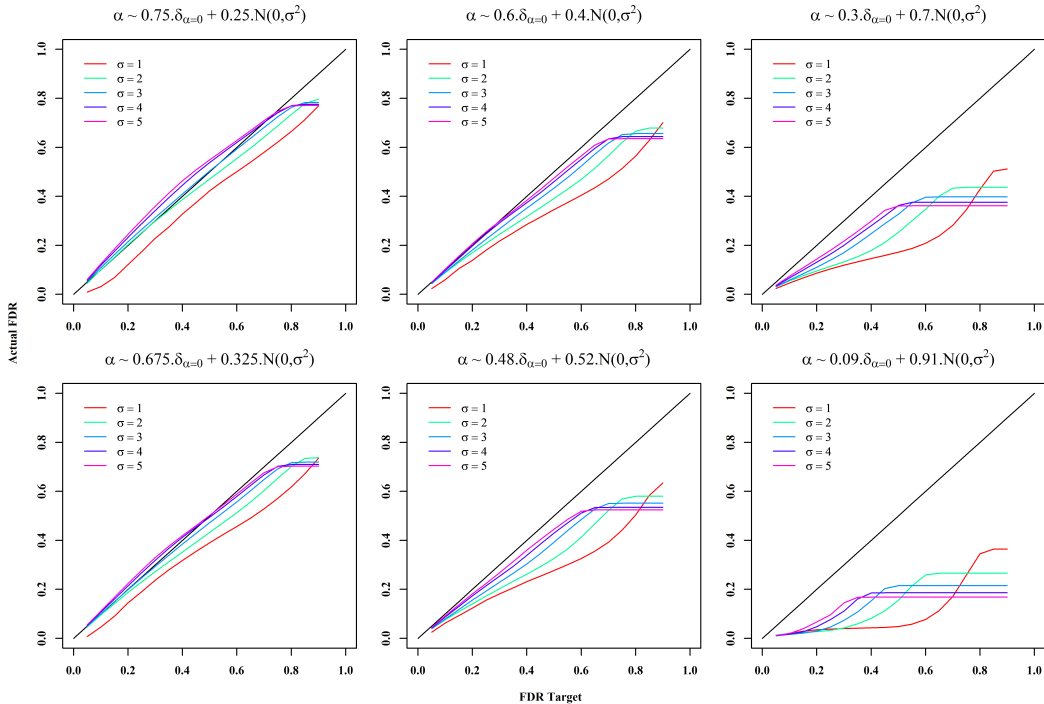 α ~ 0.75.δα=0 + 0.25.N(0,σ²)
α ~ 0.6.δα=0 + 0.4.N(0,σ²)
α ~ 0.3.δα=0 + 0.7.N(0,σ²)
1.0
0.8
0.6
0.4
0.2
0.0
σ = 1
σ = 2
σ = 3
σ = 4
σ = 5
0.0 0.2 0.4 0.6 0.8 1.0
1.0
0.8
0.6
0.4
0.2
0.0
σ = 1
σ = 2
σ = 3
σ = 4
σ = 5
0.0 0.2 0.4 0.6 0.8 1.0
1.0
0.8
0.6
0.4
0.2
0.0
σ = 1
σ = 2
σ = 3
σ = 4
σ = 5
0.0 0.2 0.4 0.6 0.8 1.0
Actual FDR
α ~ 0.675.δα=0 + 0.325.N(0,σ²)
α ~ 0.48.δα=0 + 0.52.N(0,σ²)
α ~ 0.09.δα=0 + 0.91.N(0,σ²)
1.0
0.8
0.6
0.4
0.2
0.0
σ = 1
σ = 2
σ = 3
σ = 4
σ = 5
0.0 0.2 0.4 0.6 0.8 1.0
1.0
0.8
0.6
0.4
0.2
0.0
σ = 1
σ = 2
σ = 3
σ = 4
σ = 5
0.0 0.2 0.4 0.6 0.8 1.0
1.0
0.8
0.6
0.4
0.2
0.0
σ = 1
σ = 2
σ = 3
σ = 4
σ = 5
0.0 0.2 0.4 0.6 0.8 1.0
FDR Target